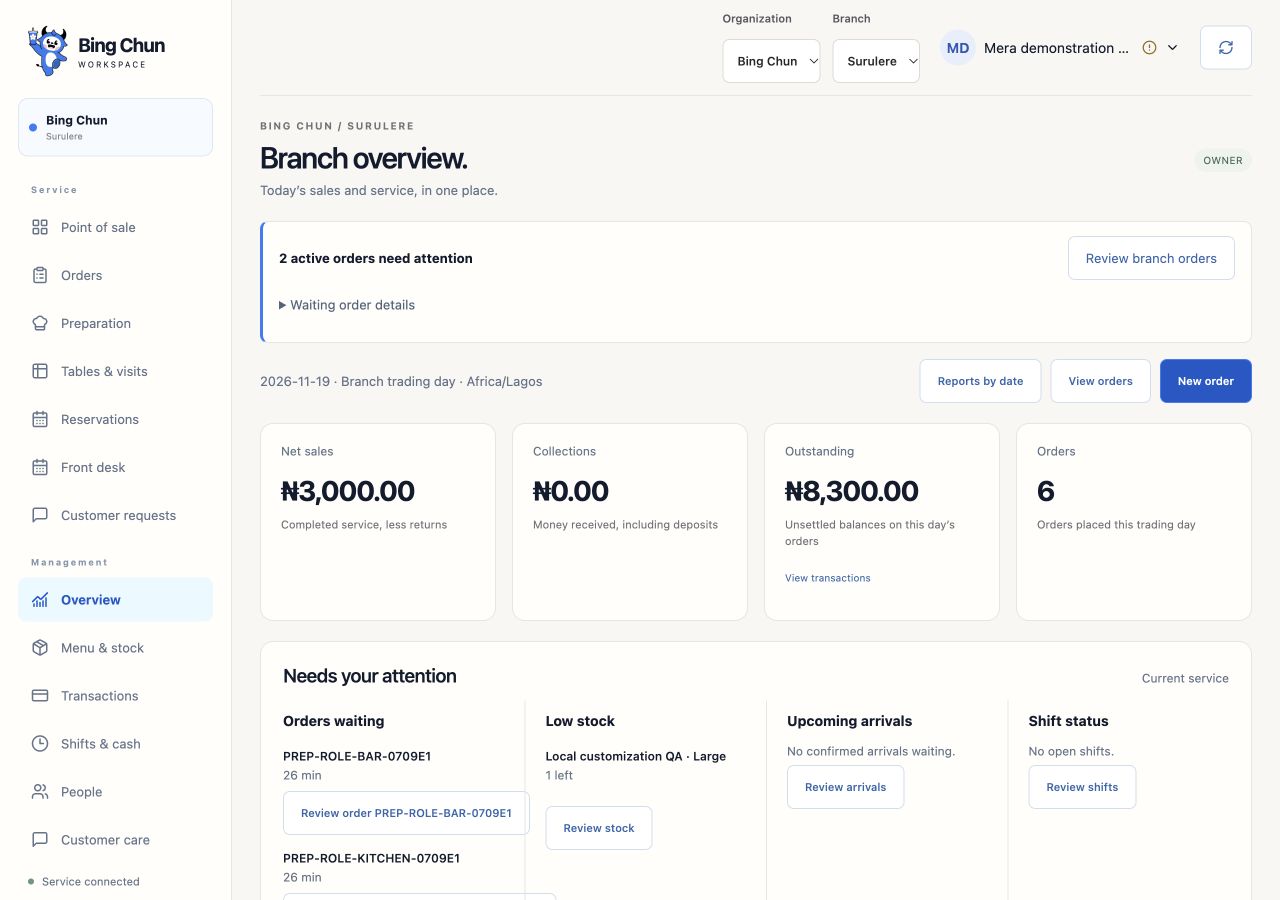 Bing Chun
WORKSPACE
Bing Chun
Surulere
Service
Point of sale
Orders
Preparation
Tables & visits
Reservations
Front desk
Customer requests
Management
Overview
Menu & stock
Transactions
Shifts & cash
People
Customer care
Service connected
Organization
Bing Chun
Branch
Surulere
MD
Mera demonstration ...
BING CHUN / SURULERE
Branch overview.
OWNER
Today’s sales and service, in one place.
2 active orders need attention
Review branch orders
Waiting order details
2026-11-19 · Branch trading day · Africa/Lagos
Reports by date
View orders
New order
Net sales
₦3,000.00
Completed service, less returns
Collections
₦0.00
Money received, including deposits
Outstanding
₦8,300.00
Unsettled balances on this day’s
orders
View transactions
Orders
6
Orders placed this trading day
Needs your attention
Current service
Orders waiting
PREP-ROLE-BAR-0709E1
26 min
Review order PREP-ROLE-BAR-0709E1
PREP-ROLE-KITCHEN-0709E1
26 min
Low stock
Local customization QA · Large
1 left
Review stock
Upcoming arrivals
No confirmed arrivals waiting.
Review arrivals
Shift status
No open shifts.
Review shifts